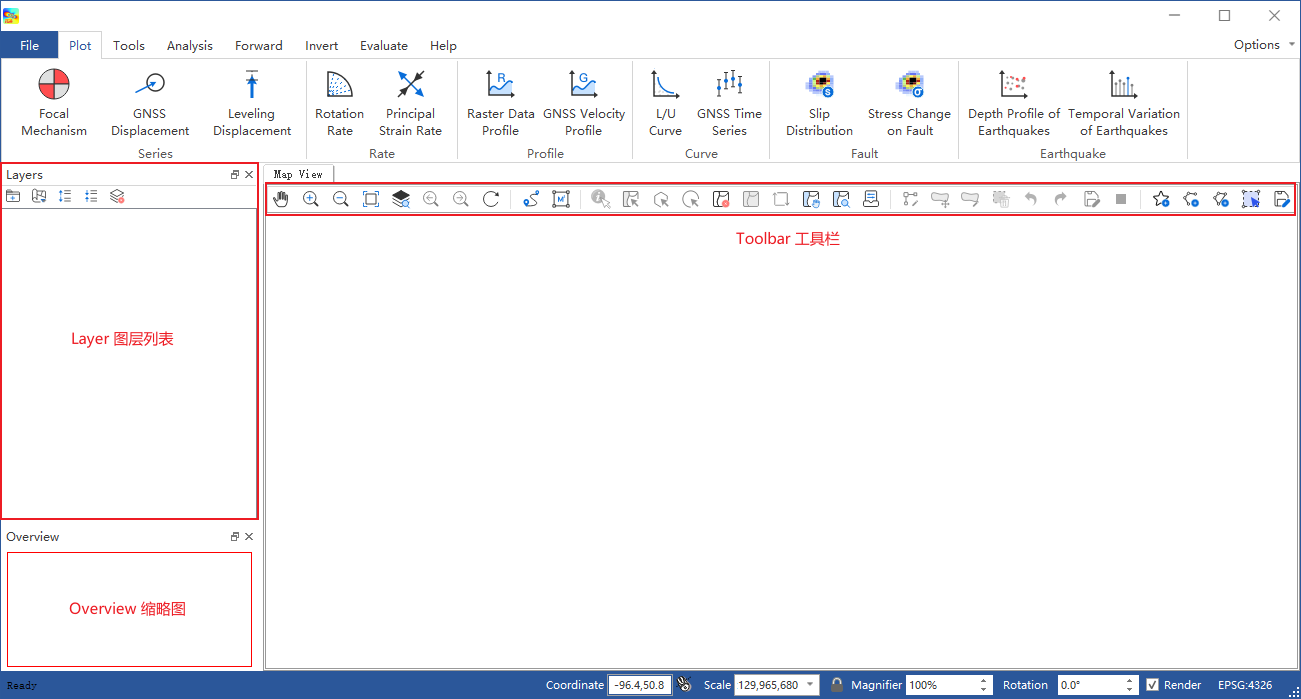 File Plot Tools Analysis Forward Invert Evaluate Help Options
Focal Mechanism
GNSS Displacement
Leveling Displacement
Series
Rotation Rate
Principal Strain Rate
Rate
Raster Data Profile
GNSS Velocity Profile
Profile
L/U Curve
GNSS Time Series
Curve
Slip Distribution
Stress Change on Fault
Fault
Depth Profile of Earthquakes
Temporal Variation of Earthquakes
Earthquake
Layers
Map View
Toolbar 工具栏
Layer 图层列表
Overview
Overview 缩略图
Ready Coordinate -96.4,50.8 Scale 129,965,680 Magnifier 100% Rotation 0.0° Render EPSG:4326